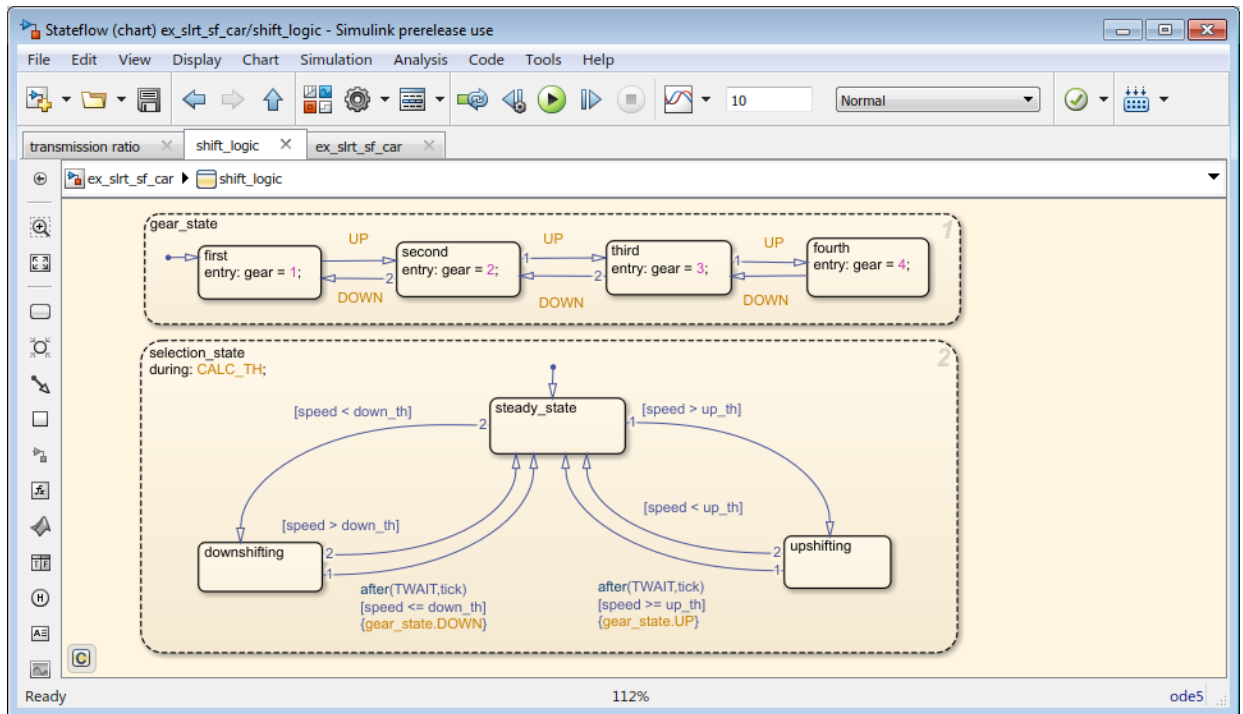 Stateflow (chart) ex_slrt_sf_car/shift_logic - Simulink prerelease use
File Edit View Display Chart Simulation Analysis Code Tools Help
10 Normal
transmission ratio shift_logic ex_slrt_sf_car
ex_slrt_sf_car shift_logic
gear_state 1
UP UP UP
first second third fourth
entry: gear = 1; entry: gear = 2; entry: gear = 3; entry: gear = 4;
1 1
2 2
DOWN DOWN DOWN
selection_state 2
during: CALC_TH;
[speed < down_th] steady_state [speed > up_th]
2 1
[speed > down_th] [speed < up_th]
downshifting 2 2 upshifting
1 1
after(TWAIT,tick) after(TWAIT,tick)
[speed <= down_th] [speed >= up_th]
{gear_state.DOWN} {gear_state.UP}
C
Ready 112% ode5